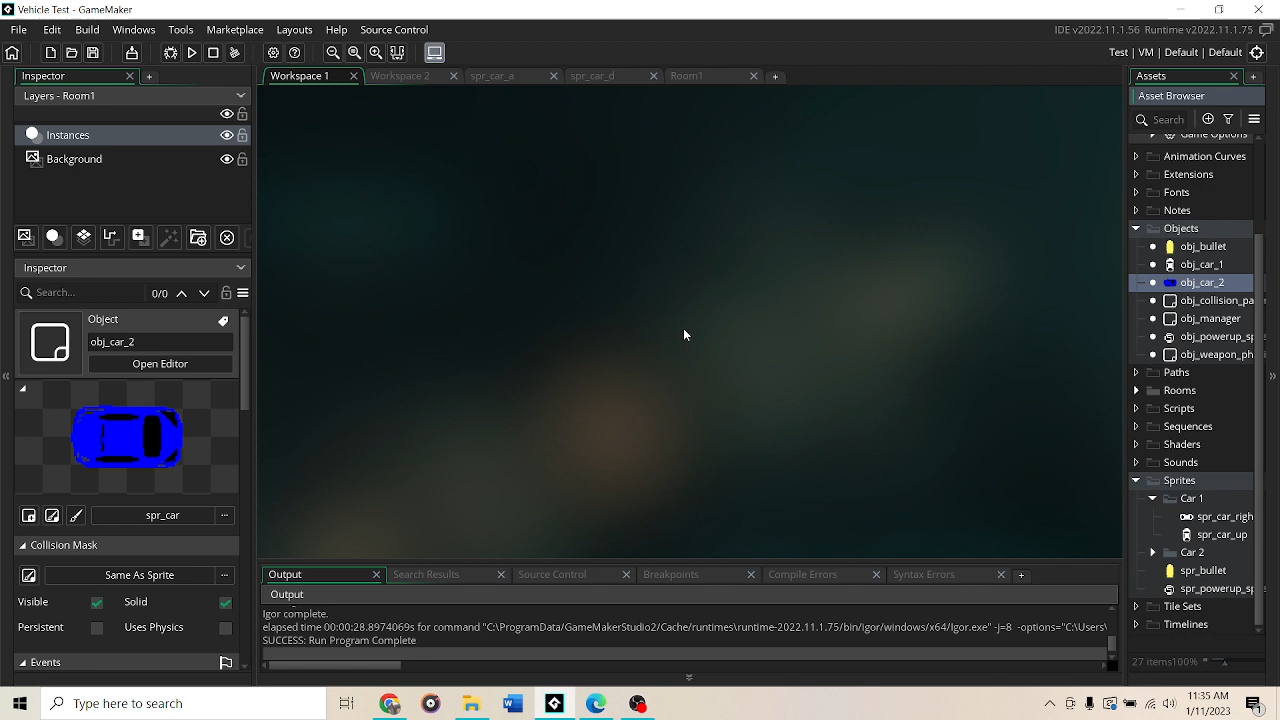 Vehicle Test - GameMaker
File Edit Build Windows Tools Marketplace Layouts Help Source Control
IDE v2022.11.1.56 Runtime v2022.11.1.75
Test | VM | Default | Default
Inspector
Workspace 1
Workspace 2
spr_car_a
spr_car_d
Room1
Assets
Layers - Room1
Asset Browser
Search
Instances
Background
Animation Curves
Extensions
Fonts
Notes
Objects
obj_bullet
obj_car_1
obj_car_2
obj_collision_pa
obj_manager
obj_powerup_s
obj_weapon_ph
Paths
Rooms
Scripts
Sequences
Shaders
Sounds
Sprites
Car 1
spr_car_righ
spr_car_up
Car 2
spr_bullet
spr_powerup_s
Tile Sets
Timelines
27 items
100%
Inspector
Search...
0/0
Object
obj_car_2
Open Editor
spr_car
...
Collision Mask
Same As Sprite
...
Visible
Solid
Persistent
Uses Physics
Events
Output
Search Results
Source Control
Breakpoints
Compile Errors
Syntax Errors
Output
Igor complete.
elapsed time 00:00:28.8974069s for command "C:\ProgramData/GameMakerStudio2/Cache/runtimes\runtime-2022.11.1.75/bin/igor/windows/x64/Igor.exe" -j=8 -options="C:\Users\
SUCCESS: Run Program Complete
Type here to search
11:35 AM
1/11/2023